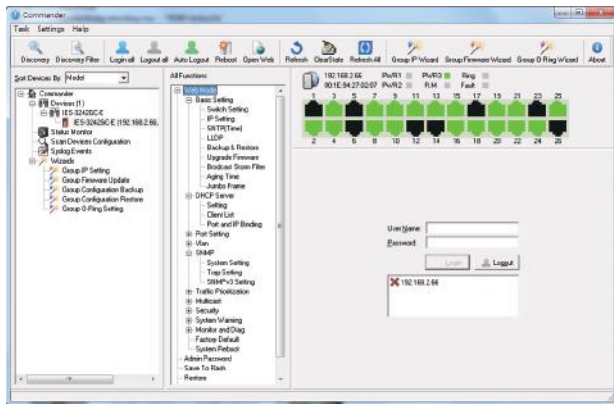 Commander
Task Settings Help
Discovery Discovery Filter Login all Logout all Auto Logout Reboot Open Web Refresh ClearState Refresh All Group IP Wizard Group Firmware Wizard Group O-Ring Wizard About
Sort Devices By: Model
Commander
Devices (1)
IES-3242GC-E
IES-3242GC-E (192.168.2.66,
Status Monitor
Scan Devices Configuration
Syslog Events
Wizards
Group IP Setting
Group Firmware Update
Group Configuration Backup
Group Configuration Restore
Group O-Ring Setting
All Functions:
Web Mode
Basic Setting
Switch Setting
IP Setting
SNTP(Time)
LLDP
Backup & Restore
Upgrade Firmware
Brodcast Storm Filter
Aging Time
Jumbo Frame
DHCP Server
Setting
Client List
Port and IP Binding
Port Setting
Vlan
SNMP
System Setting
Trap Setting
SNMPv3 Setting
Traffic Prioritization
Multicast
Security
System Warning
Monitor and Diag
Factory Default
System Reboot
Admin Password
Save To Flash
Restore
192.168.2.66 PWR1 PWR3 Ring
00:1E:94:27:02:07 PWR2 R.M. Fault
1 3 5 7 9 11 13 15 17 19 21 23 25
2 4 6 8 10 12 14 16 18 20 22 24 26
User Name:
Password:
Login Logout
192.168.2.66